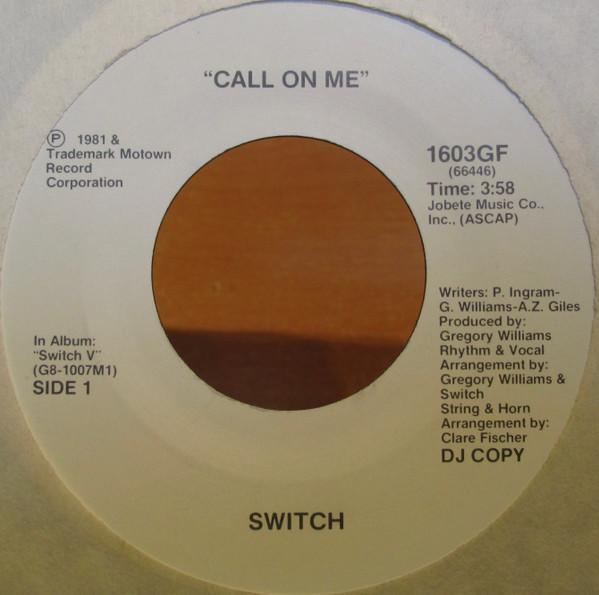 “CALL ON ME”
Ⓟ 1981 &
Trademark Motown
Record
Corporation
1603GF
(66446)
Time: 3:58
Jobete Music Co.,
Inc., (ASCAP)
In Album:
“Switch V”
(G8-1007M1)
SIDE 1
Writers: P. Ingram-
G. Williams-A.Z. Giles
Produced by:
Gregory Williams
Rhythm & Vocal
Arrangement by:
Gregory Williams &
Switch
String & Horn
Arrangement by:
Clare Fischer
DJ COPY
SWITCH